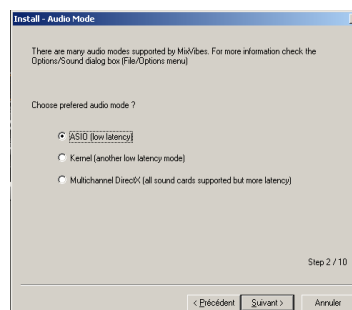 Install - Audio Mode
There are many audio modes supported by MixVibes. For more information check the
Options/Sound dialog box (File/Options menu)
Choose prefered audio mode ?
ASIO (low latency)
Kernel (another low latency mode)
Multichannel DirectX (all sound cards supported but more latency)
Step 2 / 10
< Précédent
Suivant >
Annuler